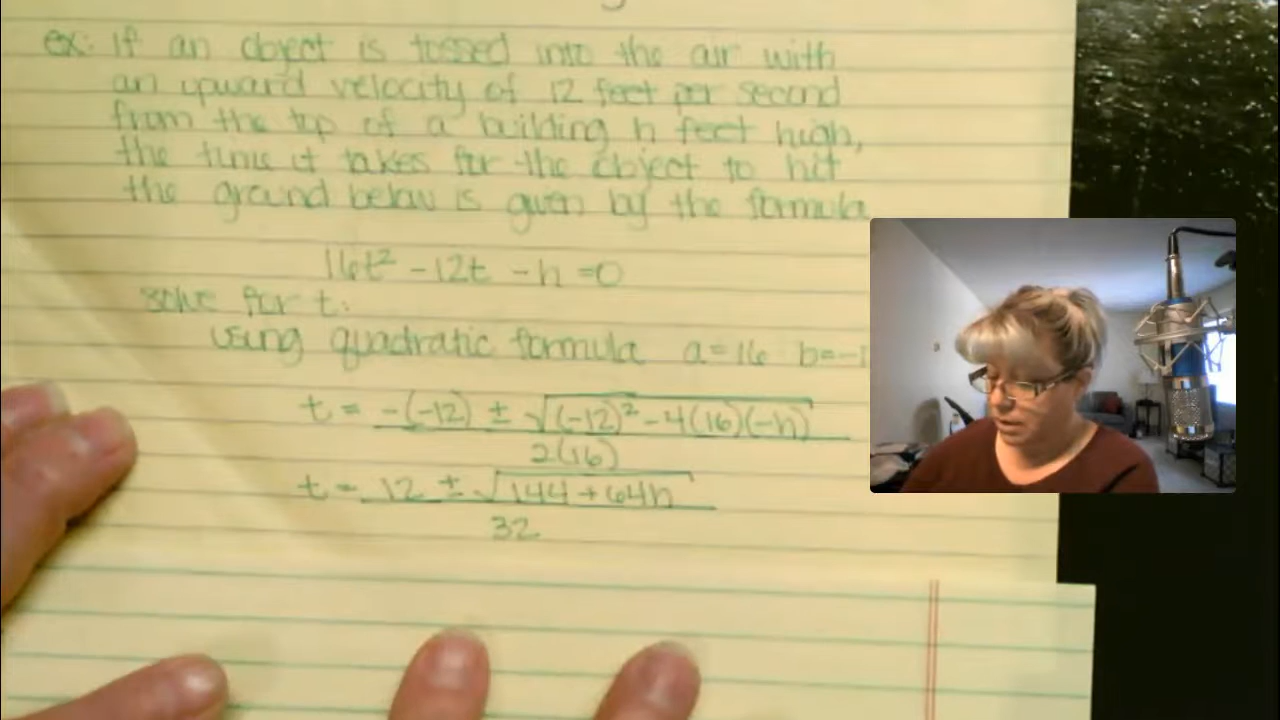 ex: If an object is tossed into the air with
an upward velocity of 12 feet per second
from the top of a building h feet high,
the time it takes for the object to hit
the ground below is given by the formula
16t² - 12t - h = 0
solve for t:
using quadratic formula a = 16 b = -1
t = -(-12) ± √(-12)² - 4(16)(-h)
2(16)
t = 12 ± √144 + 64h
32